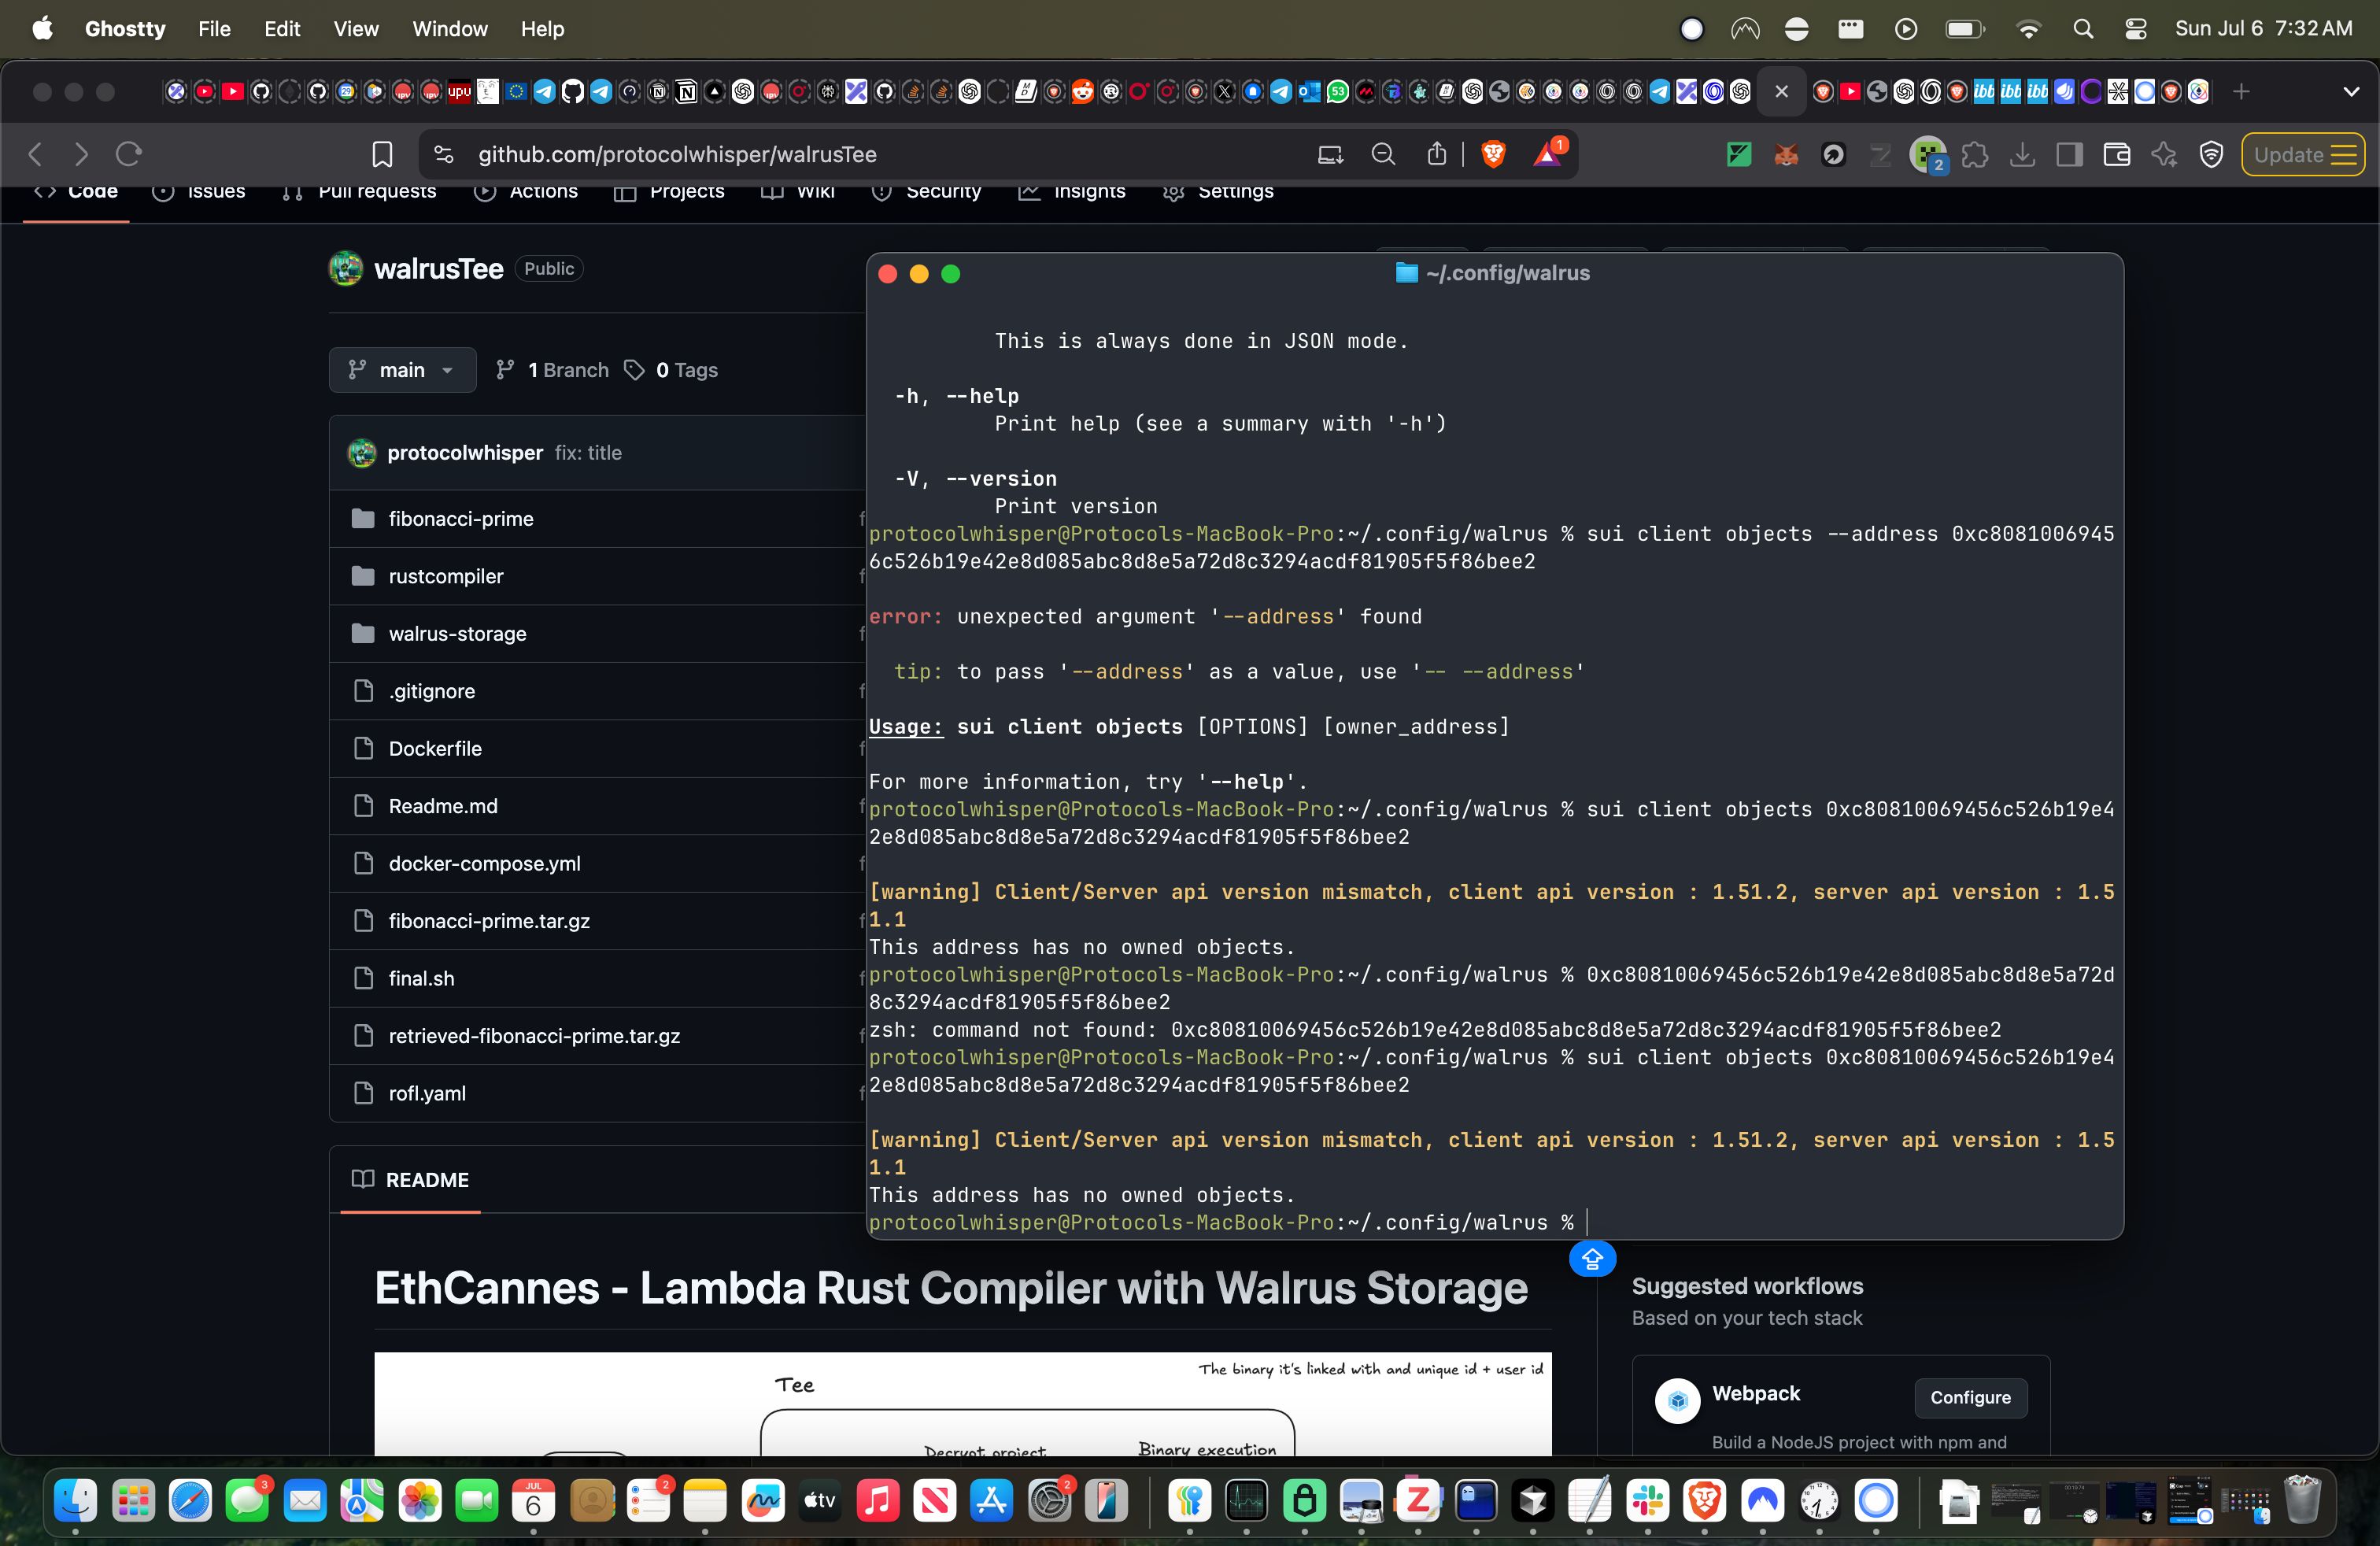 Ghostty File Edit View Window Help
Sun Jul 6 7:32 AM
github.com/protocolwhisper/walrusTee
1
2
Update
Code Issues Pull requests Actions Projects Wiki Security Insights Settings
walrusTee Public
main 1 Branch 0 Tags
protocolwhisper fix: title
fibonacci-prime
rustcompiler
walrus-storage
.gitignore
Dockerfile
Readme.md
docker-compose.yml
fibonacci-prime.tar.gz
final.sh
retrieved-fibonacci-prime.tar.gz
rofl.yaml
README
~/.config/walrus
This is always done in JSON mode.
-h, --help
Print help (see a summary with '-h')
-V, --version
Print version
protocolwhisper@Protocols-MacBook-Pro:~/.config/walrus % sui client objects --address 0xc8081006945
6c526b19e42e8d085abc8d8e5a72d8c3294acdf81905f5f86bee2
error: unexpected argument '--address' found
tip: to pass '--address' as a value, use '-- --address'
Usage: sui client objects [OPTIONS] [owner_address]
For more information, try '--help'.
protocolwhisper@Protocols-MacBook-Pro:~/.config/walrus % sui client objects 0xc80810069456c526b19e4
2e8d085abc8d8e5a72d8c3294acdf81905f5f86bee2
[warning] Client/Server api version mismatch, client api version : 1.51.2, server api version : 1.5
1.1
This address has no owned objects.
protocolwhisper@Protocols-MacBook-Pro:~/.config/walrus % 0xc80810069456c526b19e42e8d085abc8d8e5a72d
8c3294acdf81905f5f86bee2
zsh: command not found: 0xc80810069456c526b19e42e8d085abc8d8e5a72d8c3294acdf81905f5f86bee2
protocolwhisper@Protocols-MacBook-Pro:~/.config/walrus % sui client objects 0xc80810069456c526b19e4
2e8d085abc8d8e5a72d8c3294acdf81905f5f86bee2
[warning] Client/Server api version mismatch, client api version : 1.51.2, server api version : 1.5
1.1
This address has no owned objects.
protocolwhisper@Protocols-MacBook-Pro:~/.config/walrus %
EthCannes - Lambda Rust Compiler with Walrus Storage
The binary it's linked with and unique id + user id
Tee
Decrypt project
Binary execution
Suggested workflows
Based on your tech stack
Webpack
Configure
Build a NodeJS project with npm and
3
JUL
6
2
tv
2